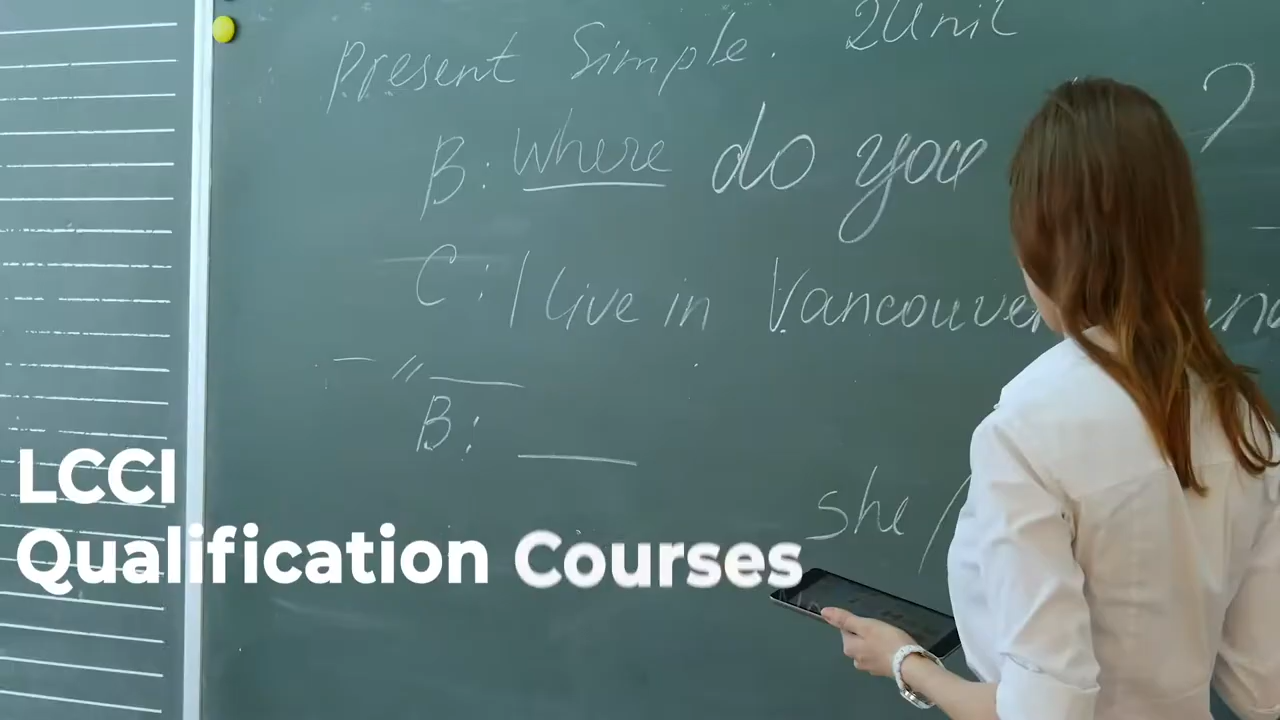 Present Simple. 2Unit
B: Where do you ?
C: I live in Vancouver
B:
she /
LCCI
Qualification Courses